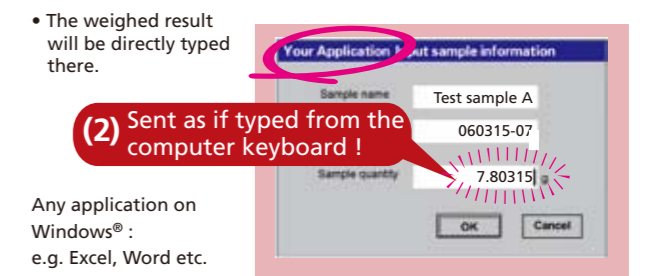 • The weighed result
will be directly typed
there.
Your Application Input sample information
Sample name
Test sample A
(2) Sent as if typed from the
computer keyboard !
060315-07
Sample quantity
7.80315 g
OK
Cancel
Any application on
Windows® :
e.g. Excel, Word etc.